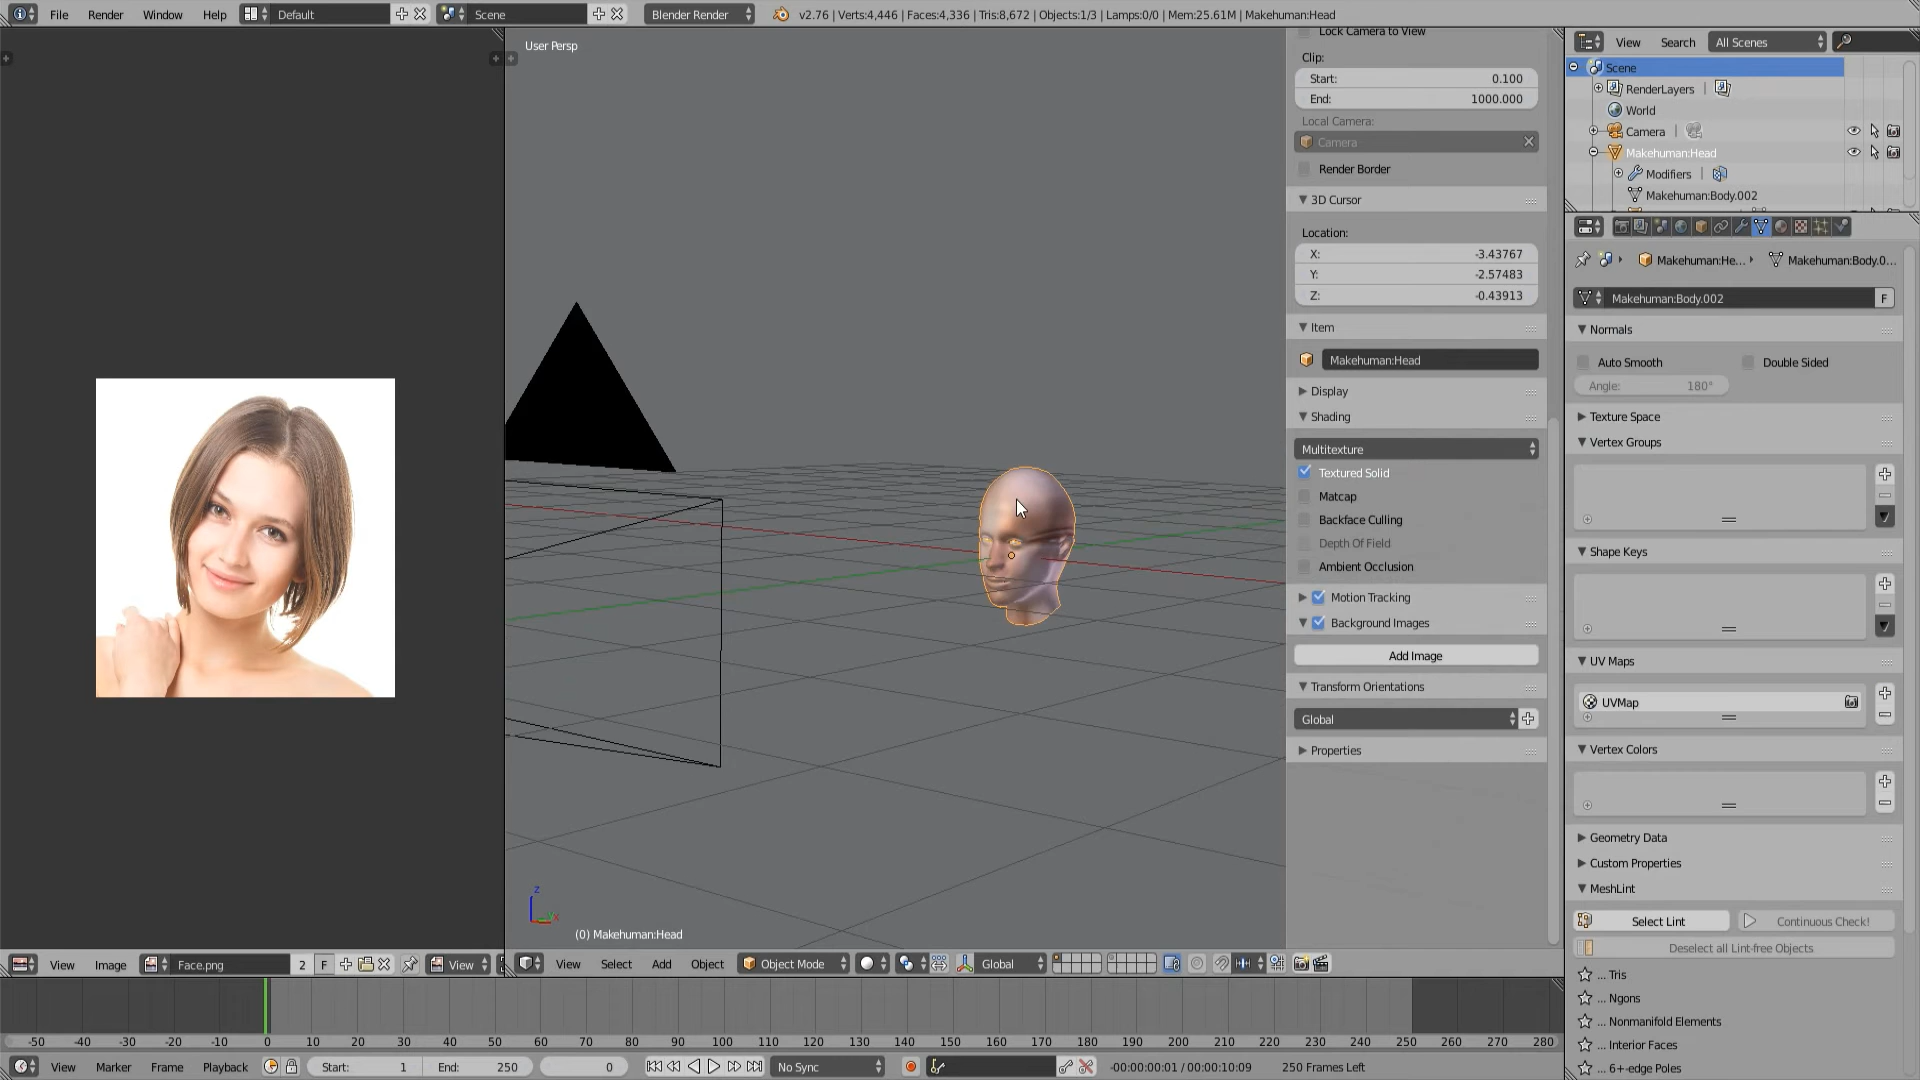 File Render Window Help Default Scene Blender Render v2.76 | Verts:4,446 | Faces:4,336 | Tris:8,672 | Objects:1/3 | Lamps:0/0 | Mem:25.61M | Makehuman:Head
User Persp
(0) Makehuman:Head
z
x
Lock Camera to View
Clip:
Start: 0.100
End: 1000.000
Local Camera:
Camera
Render Border
3D Cursor
Location:
X: -3.43767
Y: -2.57483
Z: -0.43913
Item
Makehuman:Head
Display
Shading
Multitexture
Textured Solid
Matcap
Backface Culling
Depth Of Field
Ambient Occlusion
Motion Tracking
Background Images
Add Image
Transform Orientations
Global
Properties
View Search All Scenes
Scene
RenderLayers |
World
Camera |
Makehuman:Head
Modifiers |
Makehuman:Body.002
Makehuman:He... Makehuman:Body.0...
Makehuman:Body.002 F
Normals
Auto Smooth Double Sided
Angle: 180°
Texture Space
Vertex Groups
Shape Keys
UV Maps
UVMap
Vertex Colors
Geometry Data
Custom Properties
MeshLint
Select Lint Continuous Check!
Deselect all Lint-free Objects
... Tris
... Ngons
... Nonmanifold Elements
... Interior Faces
... 6+-edge Poles
View Image Face.png 2 F View
View Select Add Object Object Mode Global
-50 -40 -30 -20 -10 0 10 20 30 40 50 60 70 80 90 100 110 120 130 140 150 160 170 180 190 200 210 220 230 240 250 260 270 280
View Marker Frame Playback Start: 1 End: 250 0 No Sync -00:00:00:01 / 00:00:10:09 250 Frames Left